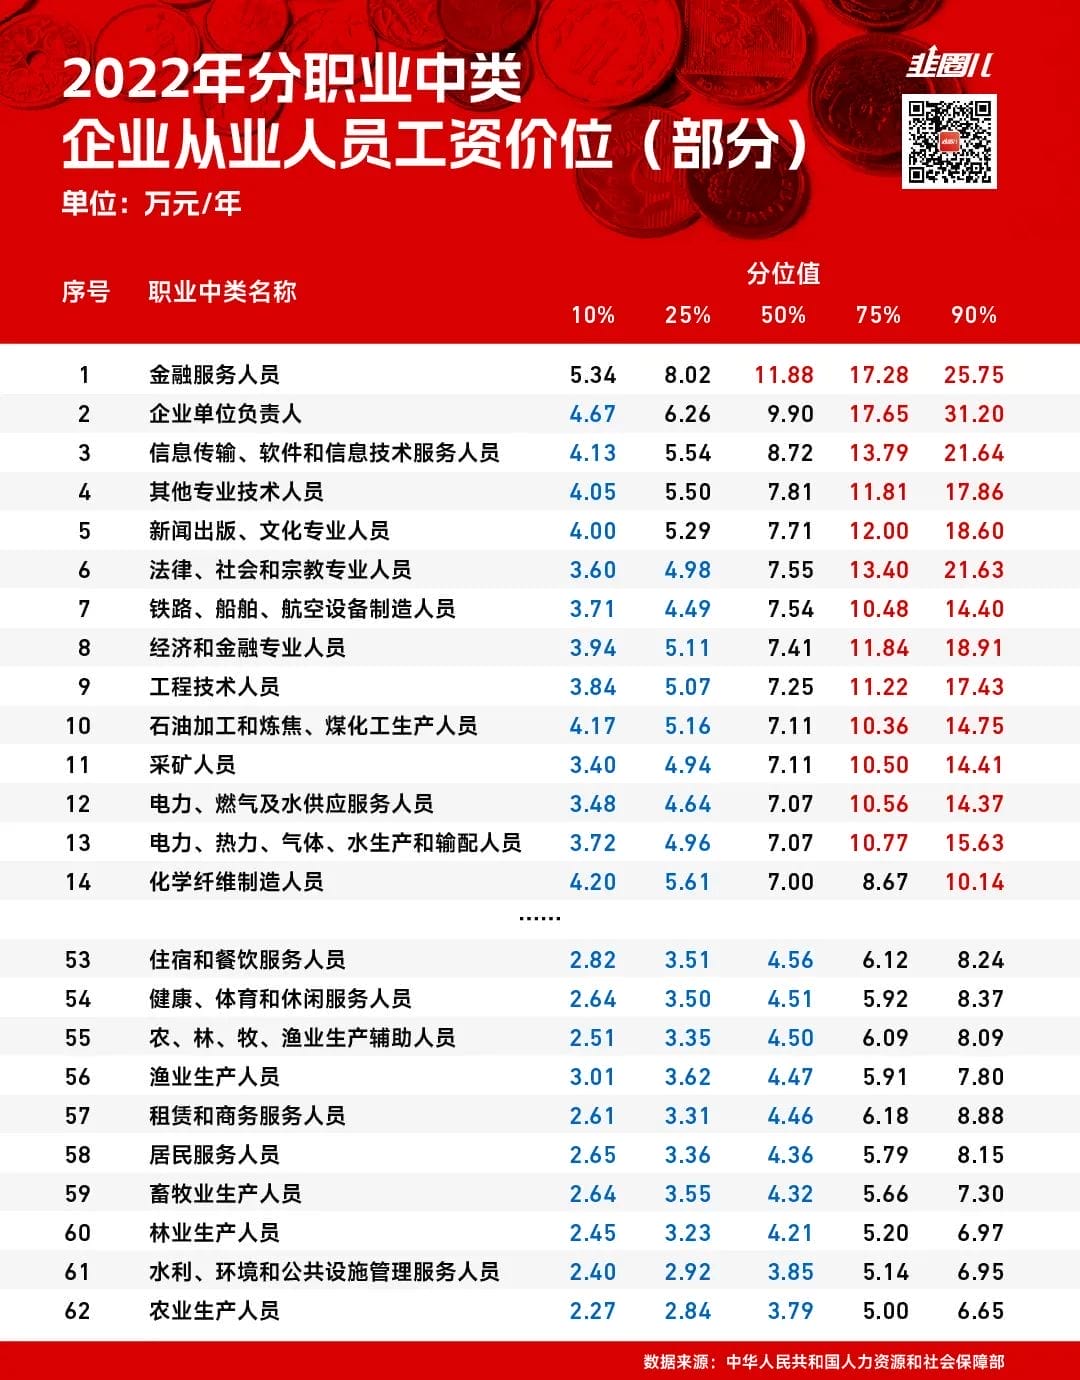 2022年分职业中类
企业从业人员工资价位（部分）
单位：万元/年
韭圈儿
韭圈儿
分位值
序号 职业中类名称
10% 25% 50% 75% 90%
1 金融服务人员 5.34 8.02 11.88 17.28 25.75
2 企业单位负责人 4.67 6.26 9.90 17.65 31.20
3 信息传输、软件和信息技术服务人员 4.13 5.54 8.72 13.79 21.64
4 其他专业技术人员 4.05 5.50 7.81 11.81 17.86
5 新闻出版、文化专业人员 4.00 5.29 7.71 12.00 18.60
6 法律、社会和宗教专业人员 3.60 4.98 7.55 13.40 21.63
7 铁路、船舶、航空设备制造人员 3.71 4.49 7.54 10.48 14.40
8 经济和金融专业人员 3.94 5.11 7.41 11.84 18.91
9 工程技术人员 3.84 5.07 7.25 11.22 17.43
10 石油加工和炼焦、煤化工生产人员 4.17 5.16 7.11 10.36 14.75
11 采矿人员 3.40 4.94 7.11 10.50 14.41
12 电力、燃气及水供应服务人员 3.48 4.64 7.07 10.56 14.37
13 电力、热力、气体、水生产和输配人员 3.72 4.96 7.07 10.77 15.63
14 化学纤维制造人员 4.20 5.61 7.00 8.67 10.14
······
53 住宿和餐饮服务人员 2.82 3.51 4.56 6.12 8.24
54 健康、体育和休闲服务人员 2.64 3.50 4.51 5.92 8.37
55 农、林、牧、渔业生产辅助人员 2.51 3.35 4.50 6.09 8.09
56 渔业生产人员 3.01 3.62 4.47 5.91 7.80
57 租赁和商务服务人员 2.61 3.31 4.46 6.18 8.88
58 居民服务人员 2.65 3.36 4.36 5.79 8.15
59 畜牧业生产人员 2.64 3.55 4.32 5.66 7.30
60 林业生产人员 2.45 3.23 4.21 5.20 6.97
61 水利、环境和公共设施管理服务人员 2.40 2.92 3.85 5.14 6.95
62 农业生产人员 2.27 2.84 3.79 5.00 6.65
数据来源：中华人民共和国人力资源和社会保障部